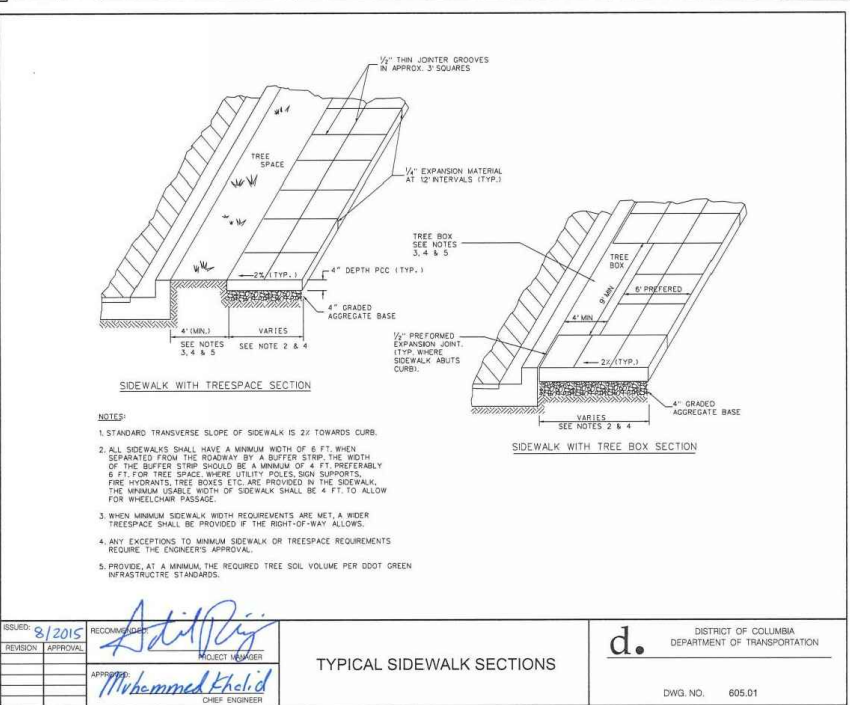 1/2" THIN JOINTER GROOVES
IN APPROX. 3' SQUARES
TREE
SPACE
1/4" EXPANSION MATERIAL
AT 12' INTERVALS (TYP.)
2% (TYP.)
4" DEPTH PCC (TYP.)
4" GRADED
AGGREGATE BASE
4' (MIN.)
VARIES
SEE NOTES
3, 4 & 5
SEE NOTE 2 & 4
SIDEWALK WITH TREESPACE SECTION
TREE BOX
SEE NOTES
3, 4 & 5
TREE
BOX
9' MIN
6' PREFERED
4' MIN
1/2" PREFORMED
EXPANSION JOINT.
(TYP. WHERE
SIDEWALK ABUTS
CURB).
2% (TYP.)
4" GRADED
AGGREGATE BASE
VARIES
SEE NOTES 2 & 4
SIDEWALK WITH TREE BOX SECTION
NOTES:
1. STANDARD TRANSVERSE SLOPE OF SIDEWALK IS 2% TOWARDS CURB.
2. ALL SIDEWALKS SHALL HAVE A MINIMUM WIDTH OF 6 FT. WHEN
SEPARATED FROM THE ROADWAY BY A BUFFER STRIP. THE WIDTH
OF THE BUFFER STRIP SHOULD BE A MINIMUM OF 4 FT. PREFERABLY
6 FT. FOR TREE SPACE. WHERE UTILITY POLES, SIGN SUPPORTS,
FIRE HYDRANTS, TREE BOXES ETC. ARE PROVIDED IN THE SIDEWALK,
THE MINIMUM USABLE WIDTH OF SIDEWALK SHALL BE 4 FT. TO ALLOW
FOR WHEELCHAIR PASSAGE.
3. WHEN MINIMUM SIDEWALK WIDTH REQUIREMENTS ARE MET, A WIDER
TREESPACE SHALL BE PROVIDED IF THE RIGHT-OF-WAY ALLOWS.
4. ANY EXCEPTIONS TO MINIMUM SIDEWALK OR TREESPACE REQUIREMENTS
REQUIRE THE ENGINEER'S APPROVAL.
5. PROVIDE, AT A MINIMUM, THE REQUIRED TREE SOIL VOLUME PER DDOT GREEN
INFRASTRUCTRE STANDARDS.
ISSUED: 8/2015
REVISION APPROVAL
RECOMMENDED:
PROJECT MANAGER
APPROVED:
Muhammed Khalid
CHIEF ENGINEER
TYPICAL SIDEWALK SECTIONS
d.
DISTRICT OF COLUMBIA
DEPARTMENT OF TRANSPORTATION
DWG. NO. 605.01